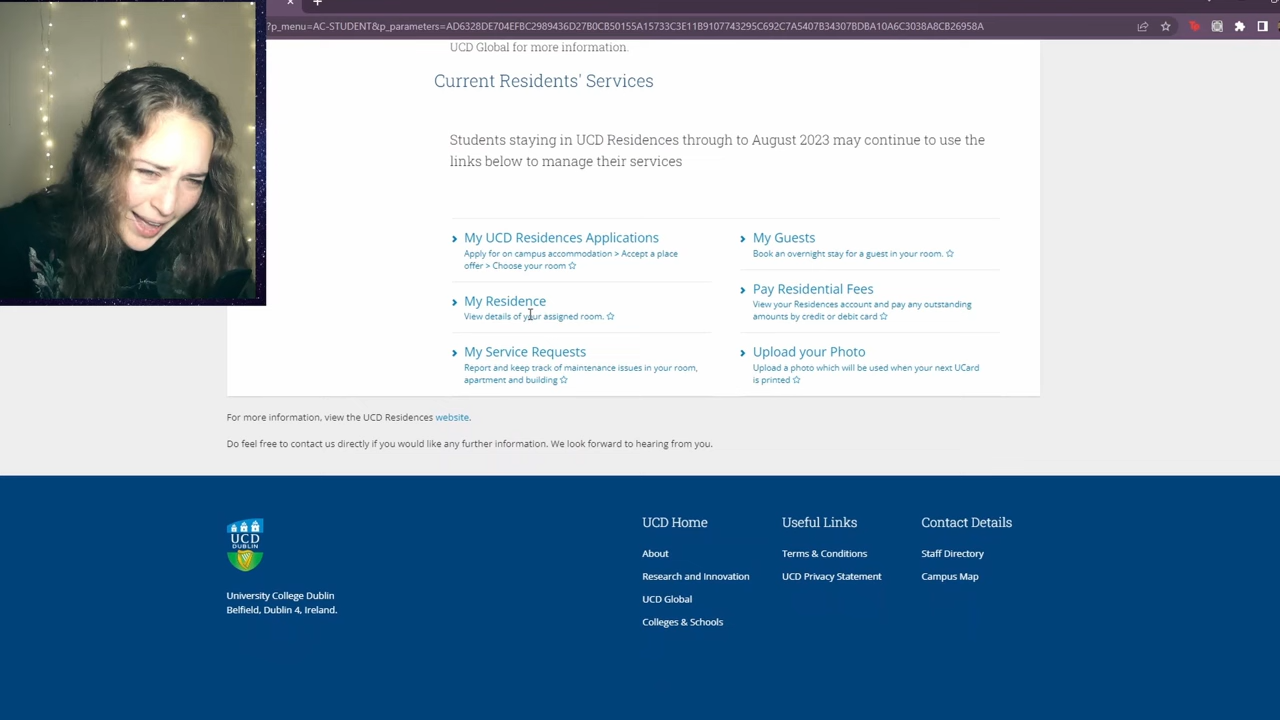 ?p_menu=AC-STUDENT&p_parameters=AD6328DE704EFBC2989436D27B0CB50155A15733C3E11B9107743295C692C7A5407B34307BDBA10A6C3038A8CB26958A
UCD Global for more information.
Current Residents' Services
Students staying in UCD Residences through to August 2023 may continue to use the
links below to manage their services
My UCD Residences Applications
Apply for on campus accommodation > Accept a place
offer > Choose your room
My Residence
View details of your assigned room.
My Service Requests
Report and keep track of maintenance issues in your room,
apartment and building
My Guests
Book an overnight stay for a guest in your room.
Pay Residential Fees
View your Residences account and pay any outstanding
amounts by credit or debit card
Upload your Photo
Upload a photo which will be used when your next UCard
is printed
For more information, view the UCD Residences website.
Do feel free to contact us directly if you would like any further information. We look forward to hearing from you.
UCD
DUBLIN
University College Dublin
Belfield, Dublin 4, Ireland.
UCD Home
About
Research and Innovation
UCD Global
Colleges & Schools
Useful Links
Terms & Conditions
UCD Privacy Statement
Contact Details
Staff Directory
Campus Map